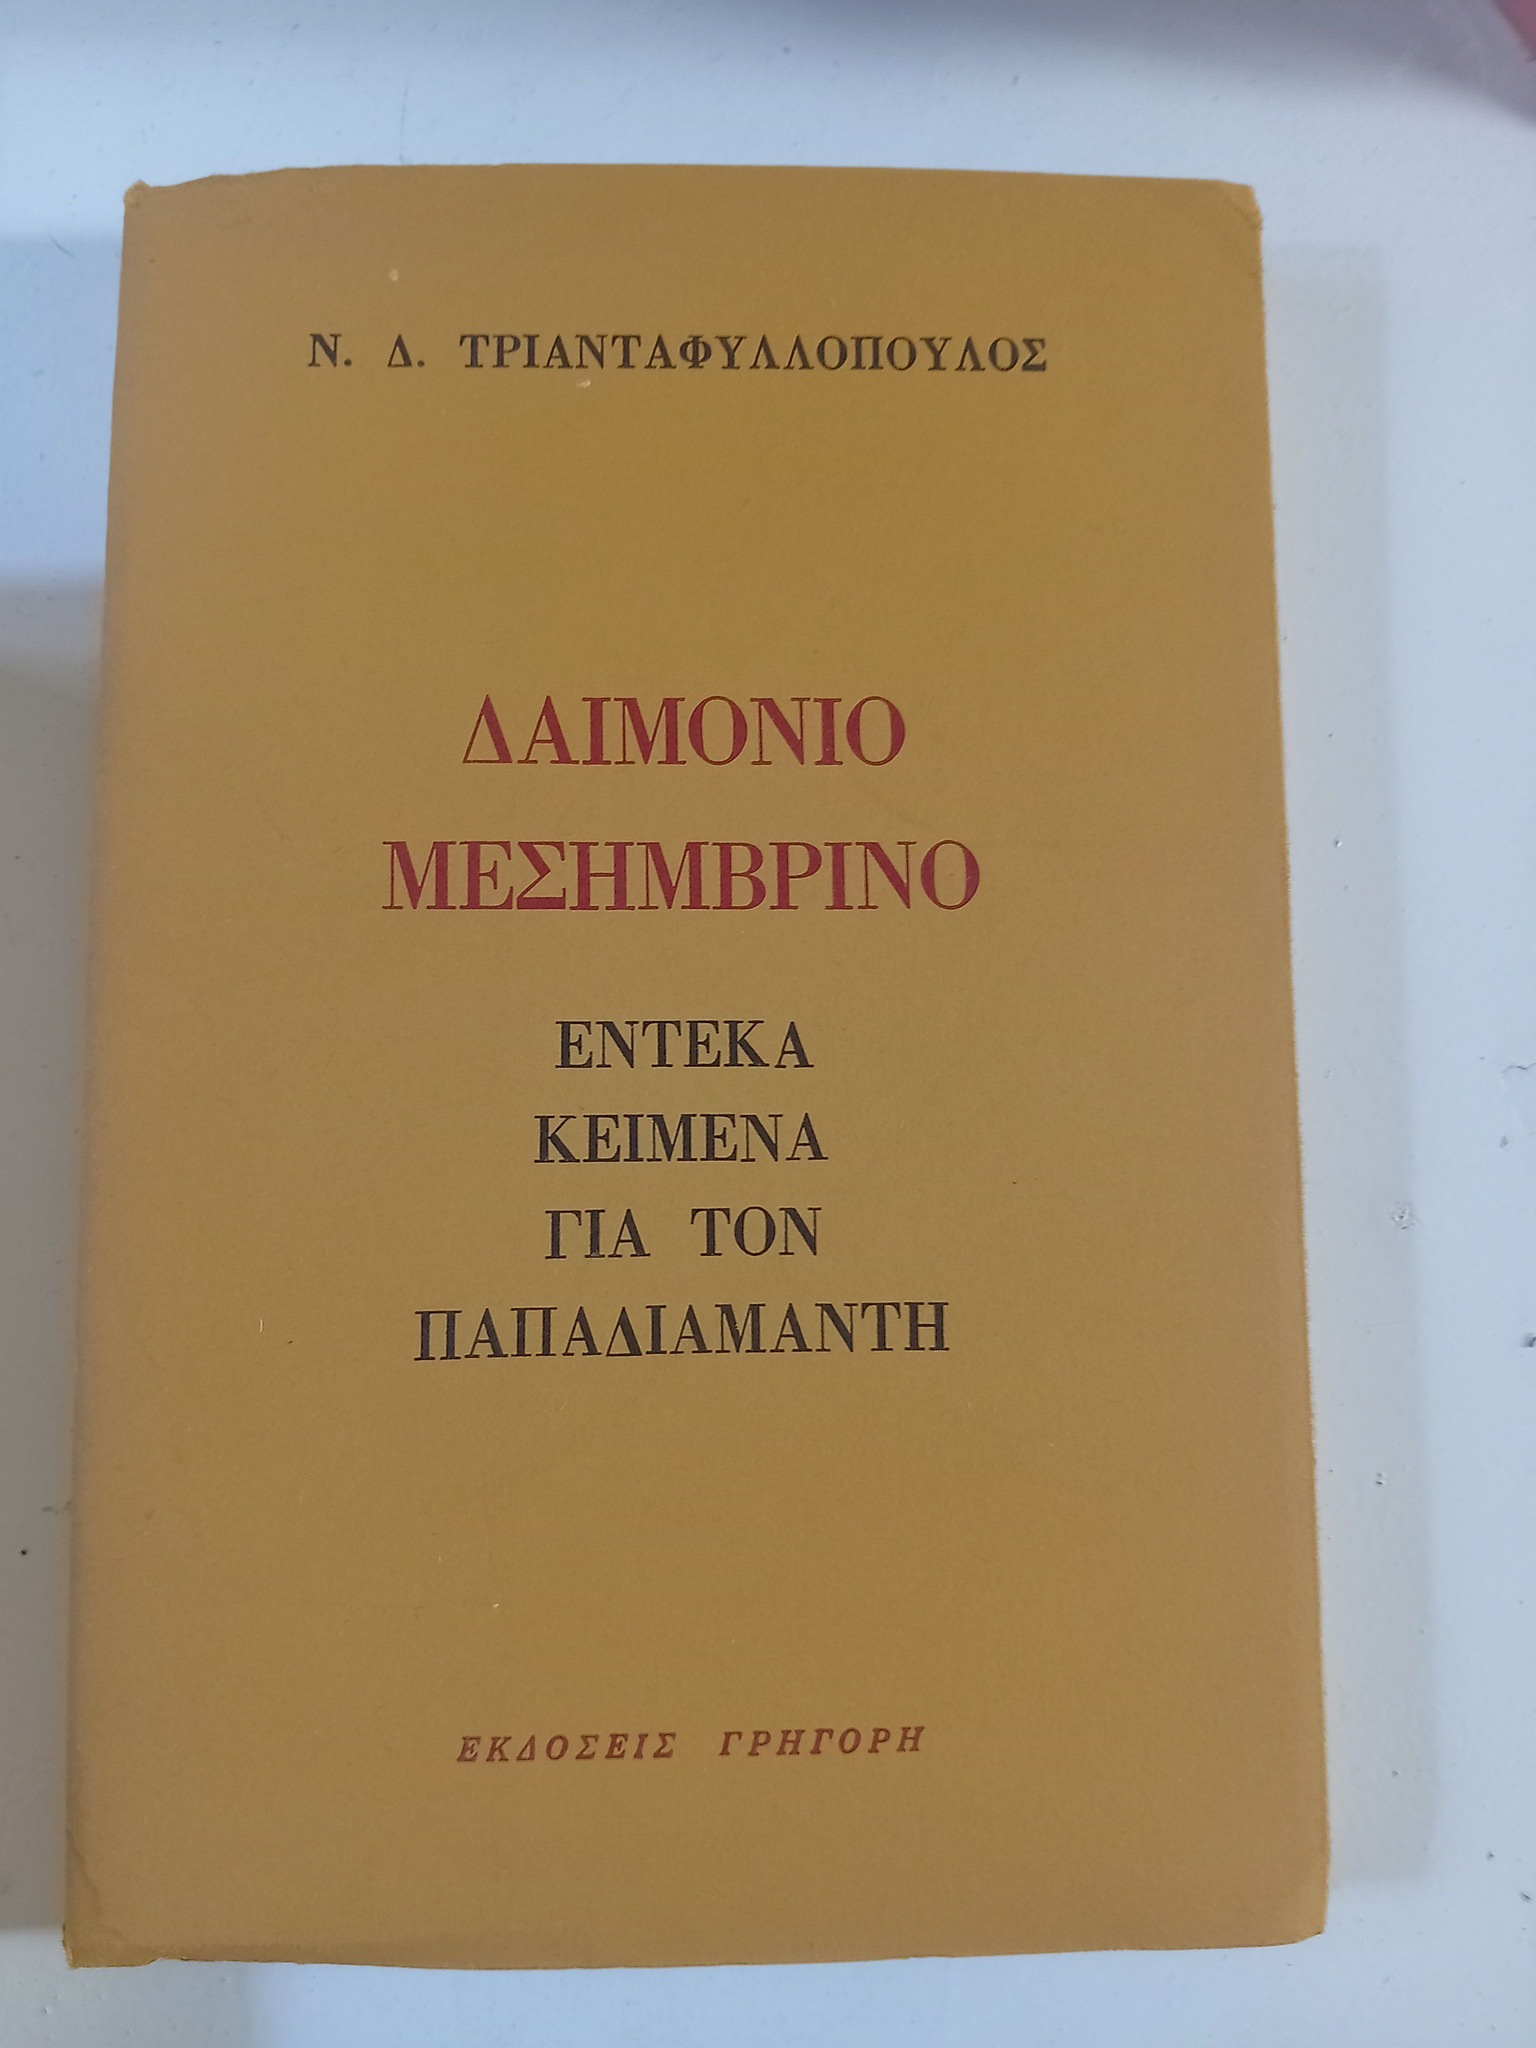 Ν. Δ. ΤΡΙΑΝΤΑΦΥΛΛΟΠΟΥΛΟΣ
ΔΑΙΜΟΝΙΟ
ΜΕΣΗΜΒΡΙΝΟ
ΕΝΤΕΚΑ
ΚΕΙΜΕΝΑ
ΓΙΑ ΤΟΝ
ΠΑΠΑΔΙΑΜΑΝΤΗ
ΕΚΔΟΣΕΙΣ ΓΡΗΓΟΡΗ